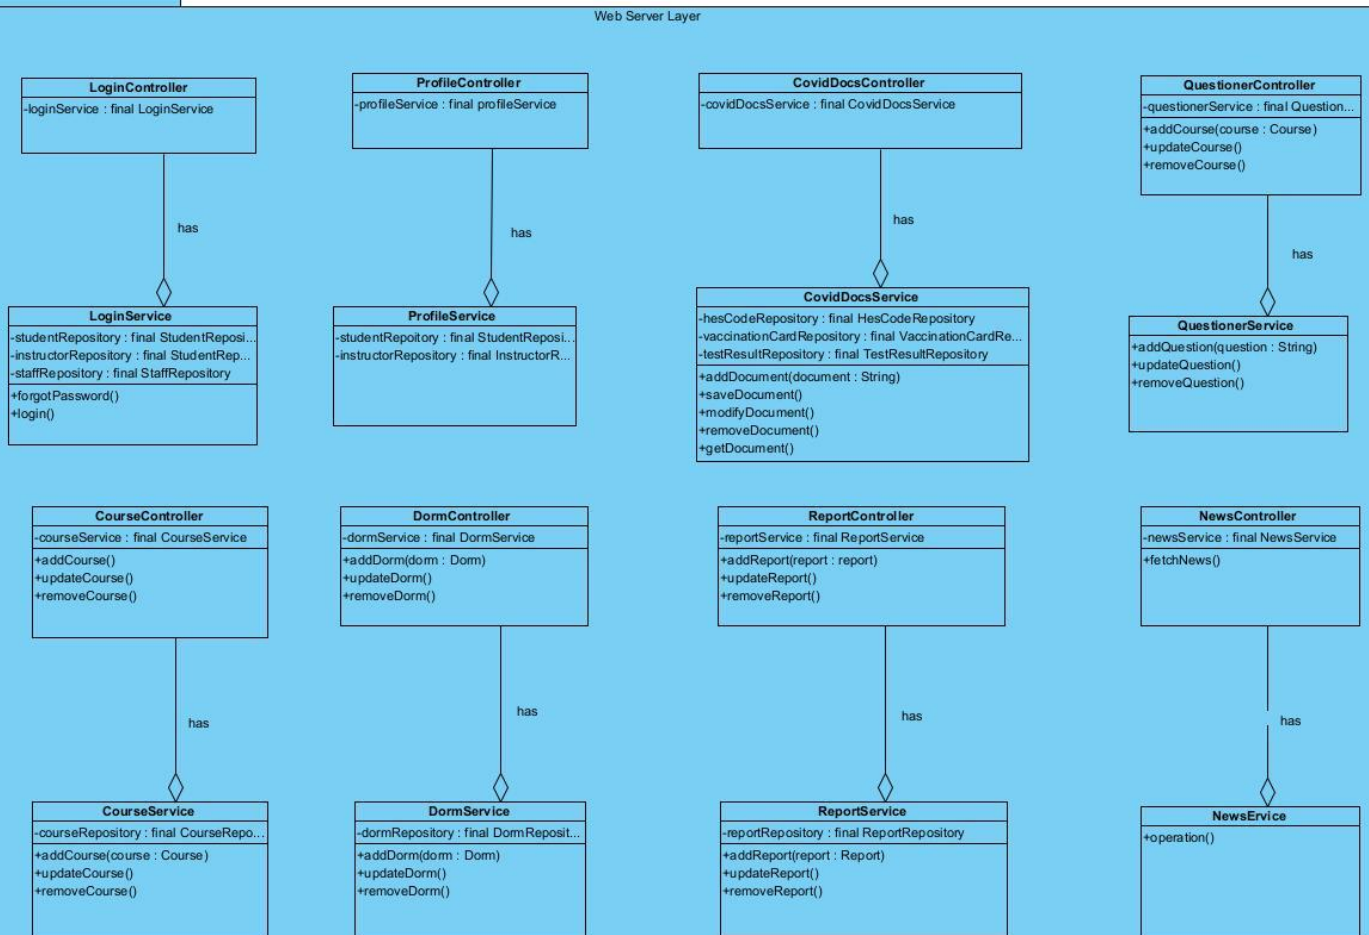 Web Server Layer
LoginController
-loginService : final LoginService
has
LoginService
-studentRepository : final StudentReposi...
-instructorRepository : final StudentRep...
-staffRepository : final StaffRepository
+forgotPassword()
+login()
ProfileController
-profileService : final profileService
has
ProfileService
-studentRepoitory : final StudentReposi...
-instructorRepository : final InstructorR...
CovidDocsController
-covidDocsService : final CovidDocsService
has
CovidDocsService
-hesCodeRepository : final HesCodeRepository
-vaccinationCardRepository : final VaccinationCardRe...
-testResultRepository : final TestResultRepository
+addDocument(document : String)
+saveDocument()
+modifyDocument()
+removeDocument()
+getDocument()
QuestionerController
-questionerService : final Question...
+addCourse(course : Course)
+updateCourse()
+removeCourse()
has
QuestionerService
+addQuestion(question : String)
+updateQuestion()
+removeQuestion()
CourseController
-courseService : final CourseService
+addCourse()
+updateCourse()
+removeCourse()
has
CourseService
-courseRepository : final CourseRepo...
+addCourse(course : Course)
+updateCourse()
+removeCourse()
DormController
-dormService : final DormService
+addDorm(dorm : Dorm)
+updateDorm()
+removeDorm()
has
DormService
-dormRepository : final DormReposit...
+addDorm(dorm : Dorm)
+updateDorm()
+removeDorm()
ReportController
-reportService : final ReportService
+addReport(report : report)
+updateReport()
+removeReport()
has
ReportService
-reportRepository : final ReportRepository
+addReport(report : Report)
+updateReport()
+removeReport()
NewsController
-newsService : final NewsService
+fetchNews()
has
NewsErvice
+operation()